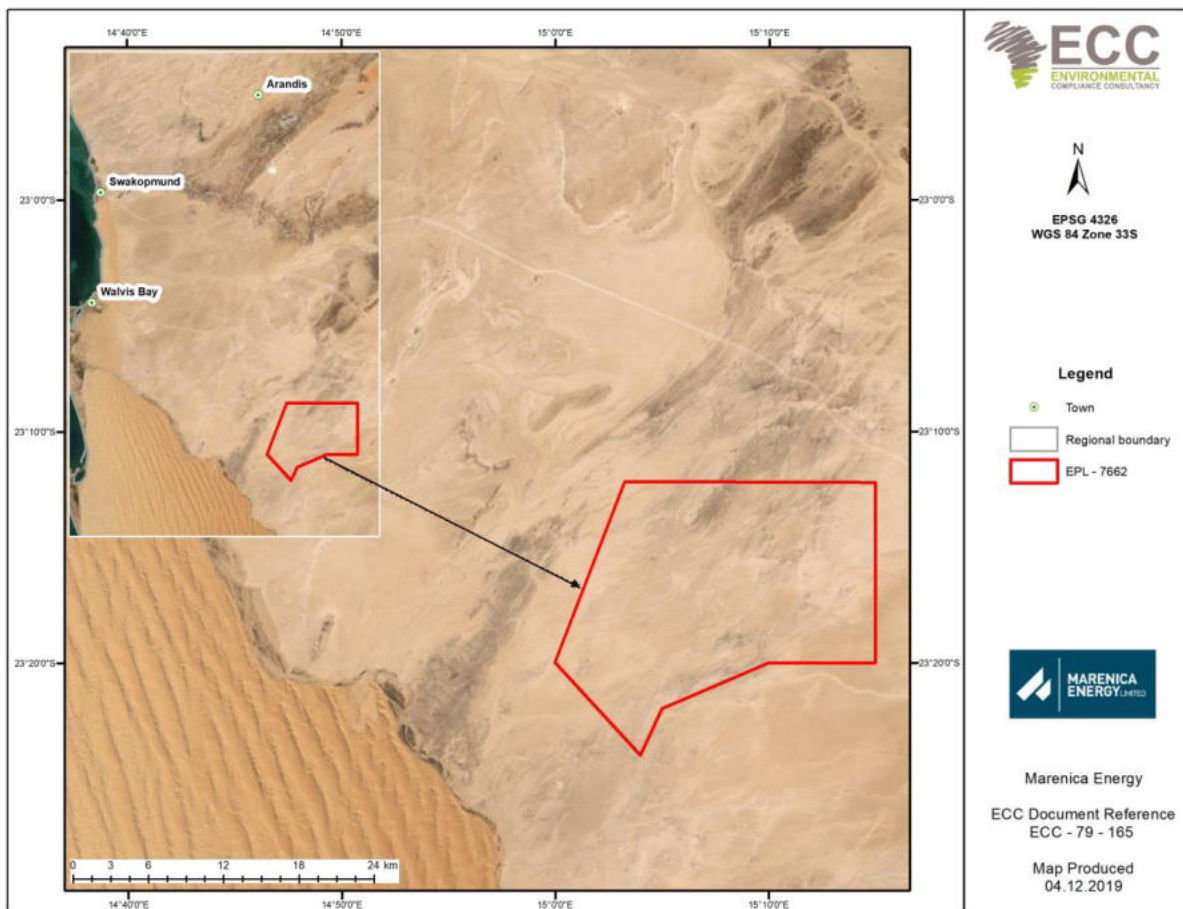 14°40'0"E 14°50'0"E 15°0'0"E 15°10'0"E
Arandis
Swakopmund
Walvis Bay
23°0'0"S
23°10'0"S
23°20'0"S
23°0'0"S
23°10'0"S
23°20'0"S
0 3 6 12 18 24 km
14°40'0"E 14°50'0"E 15°0'0"E 15°10'0"E
ECC
ENVIRONMENTAL
COMPLIANCE CONSULTANCY
N
EPSG 4326
WGS 84 Zone 33S
Legend
Town
Regional boundary
EPL - 7662
MARENICA
ENERGY LIMITED
Marenica Energy
ECC Document Reference
ECC - 79 - 165
Map Produced
04.12.2019